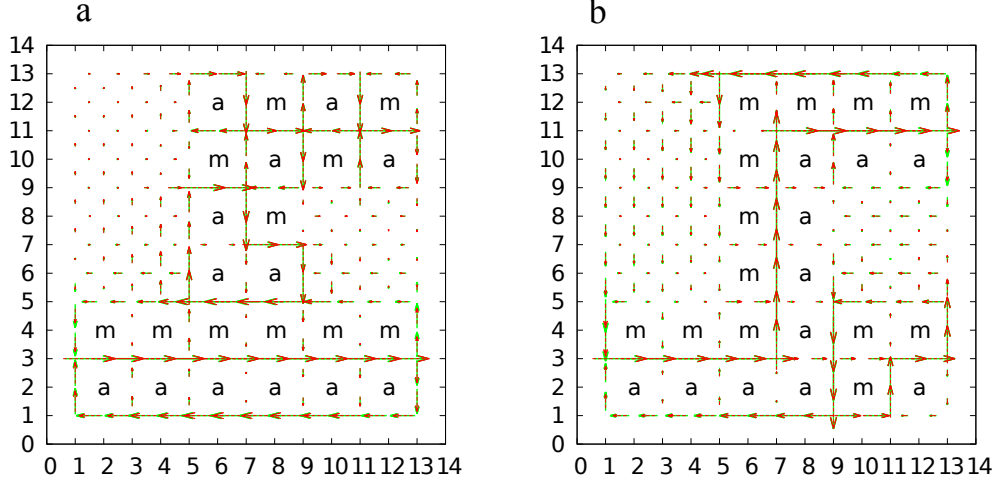 a
14
13
12 a m a m
11
10 m a m a
9
8 a m
7
6 a a
5
4 m m m m m m
3
2 a a a a a a
1
0
0 1 2 3 4 5 6 7 8 9 10 11 12 13 14
b
14
13
12 m m m m
11
10 m a a a
9
8 m a
7
6 m a
5
4 m m m a m m
3
2 a a a a m a
1
0
0 1 2 3 4 5 6 7 8 9 10 11 12 13 14